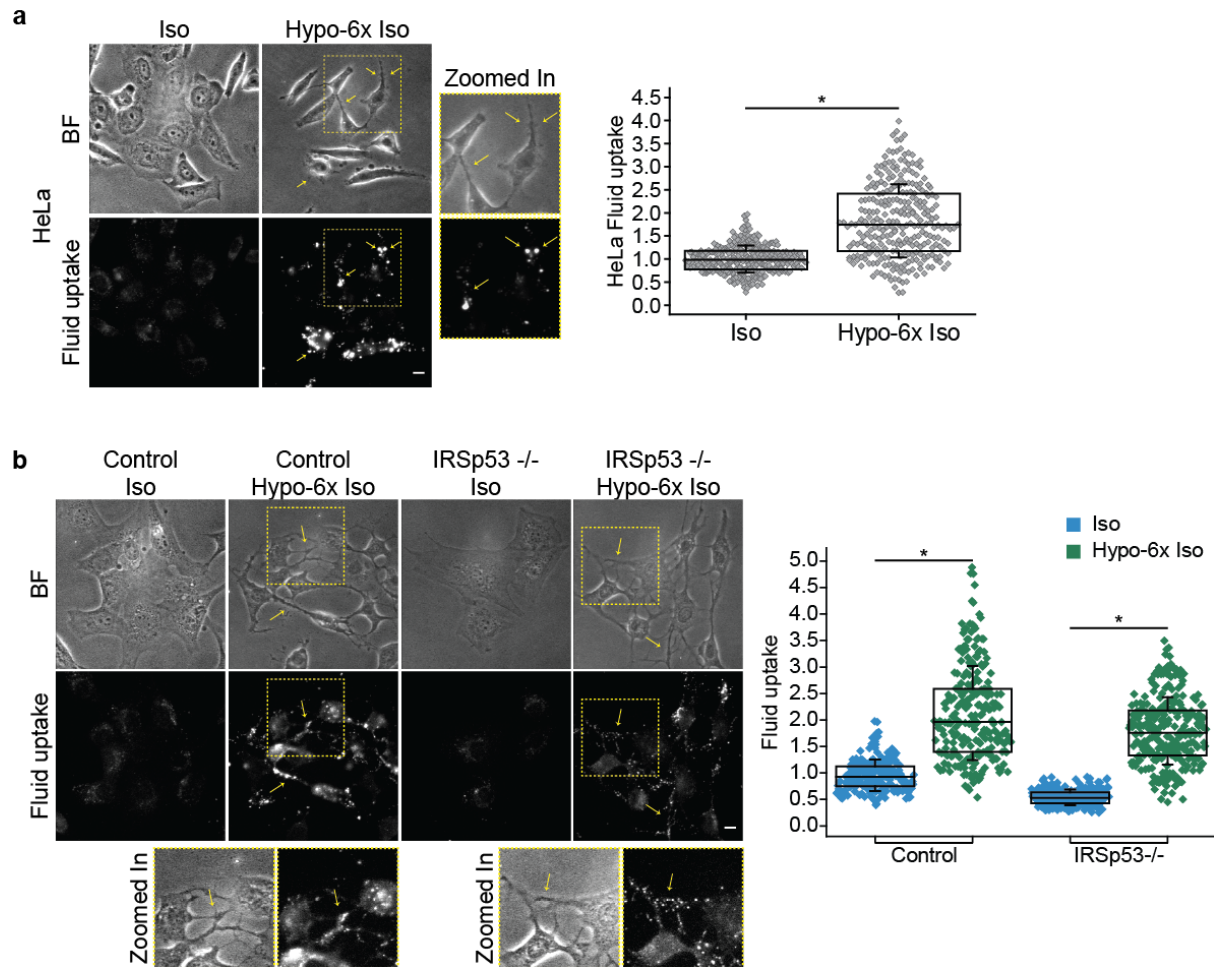 a
Iso
Hypo-6x Iso
Zoomed In
BF
HeLa
Fluid uptake
*
HeLa Fluid uptake
4.5
4.0
3.5
3.0
2.5
2.0
1.5
1.0
0.5
0.0
Iso
Hypo-6x Iso
b
Control
Iso
Control
Hypo-6x Iso
IRSp53 -/-
Iso
IRSp53 -/-
Hypo-6x Iso
BF
Fluid uptake
Zoomed In
Zoomed In
Iso
Hypo-6x Iso
*
*
Fluid uptake
5.0
4.5
4.0
3.5
3.0
2.5
2.0
1.5
1.0
0.5
0.0
Control
IRSp53-/-